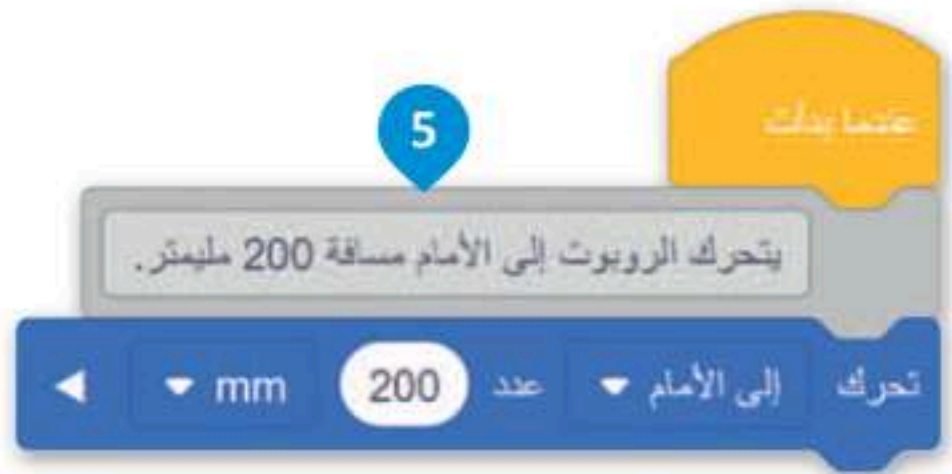 عندما بدأت
5
يتحرك الروبوت إلى الأمام مسافة 200 مليمتر.
تحرك إلى الأمام عدد 200 mm